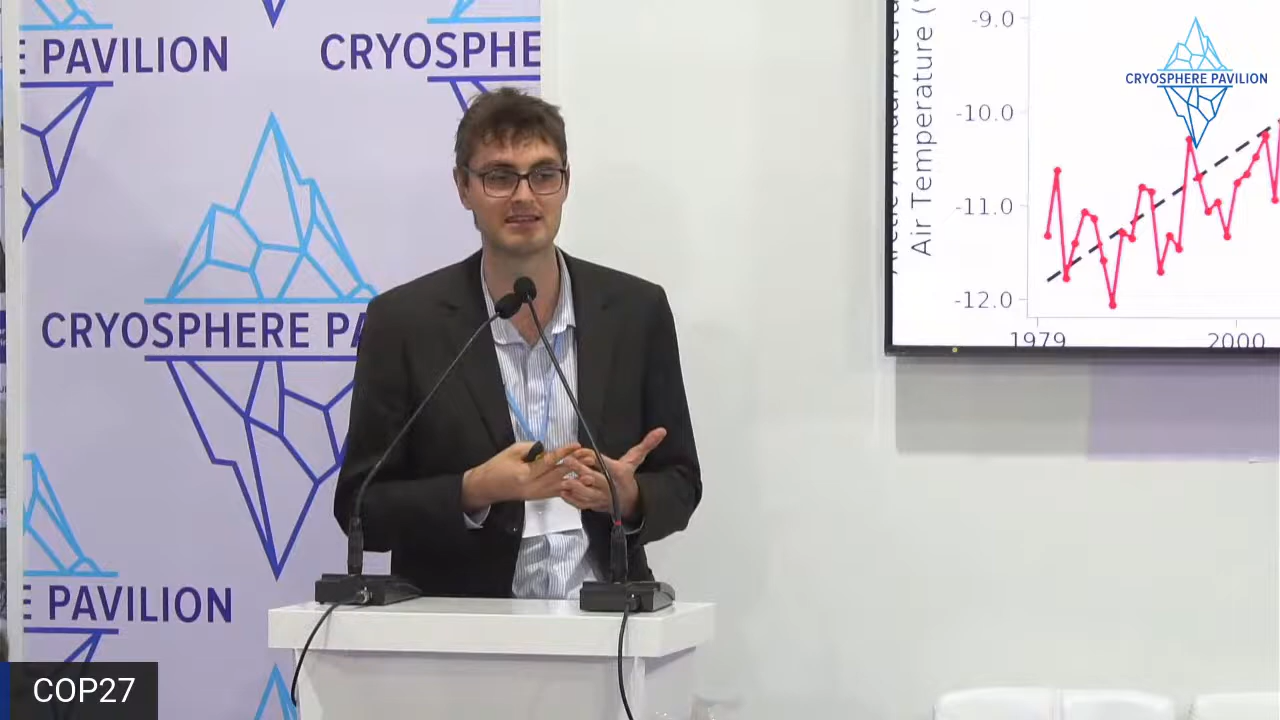 E PAVILION
CRYOSPHE
CRYOSPHERE PA
E PAVILION
COP27
CRYOSPHERE PAVILION
Air Temperature (
-9.0
-10.0
-11.0
-12.0
1979
2000